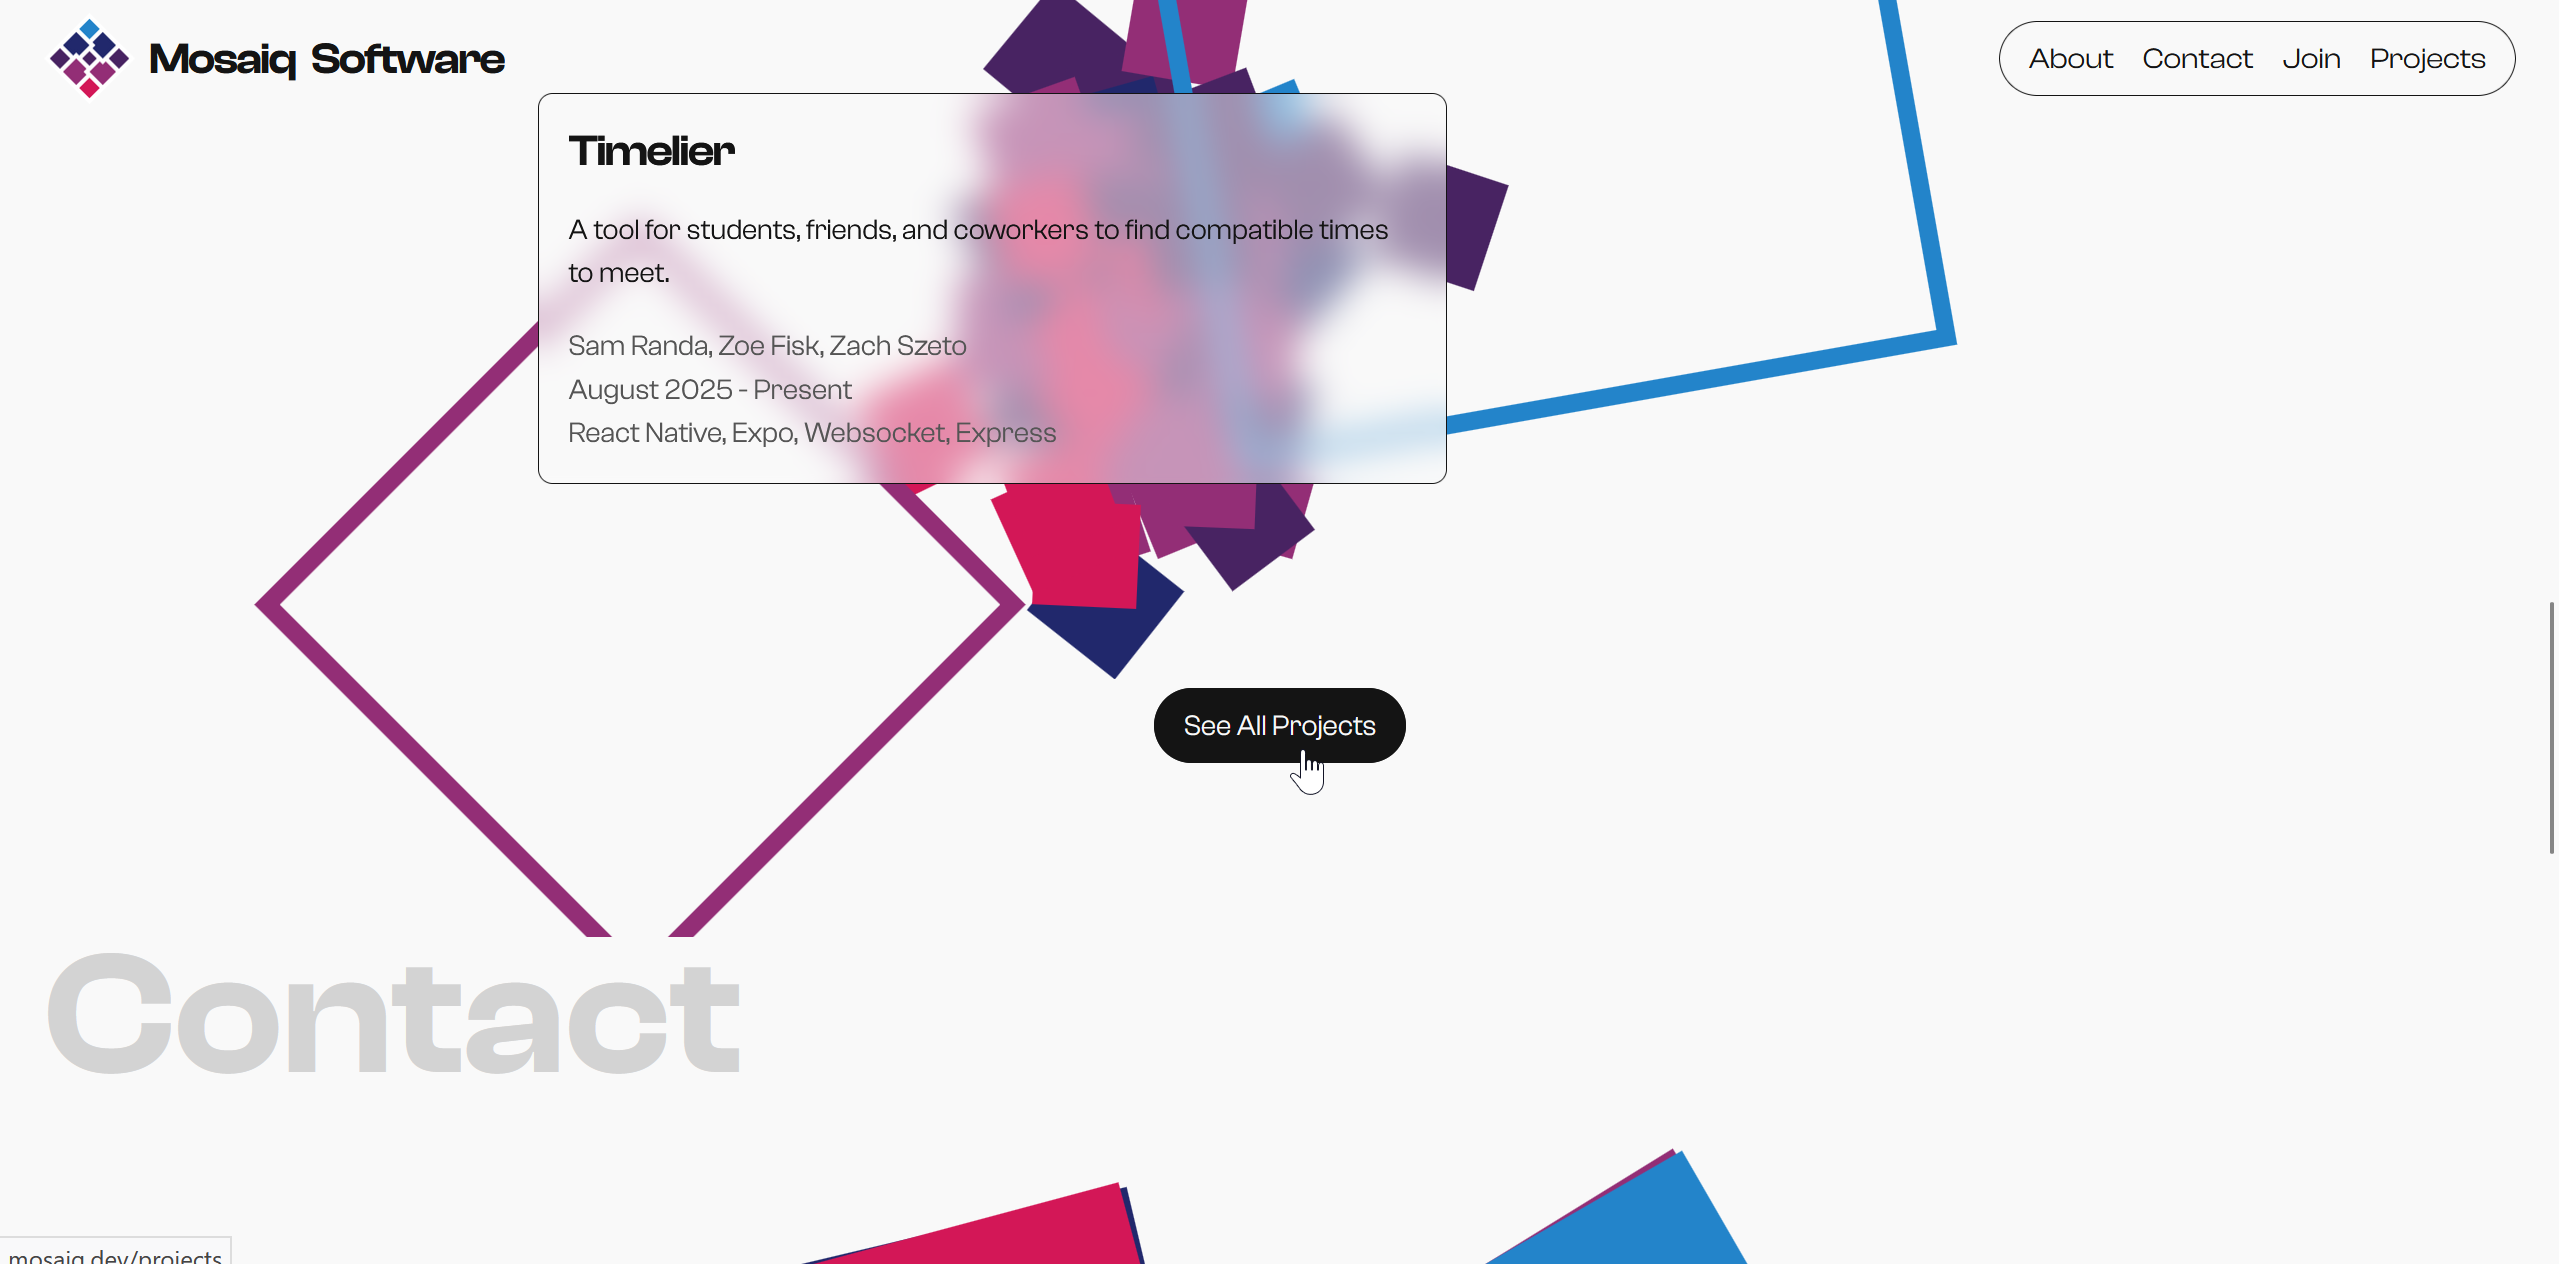 Mosaiq Software
About Contact Join Projects
Timelier
A tool for students, friends, and coworkers to find compatible times
to meet.
Sam Randa, Zoe Fisk, Zach Szeto
August 2025 - Present
React Native, Expo, Websocket, Express
See All Projects
Contact
mosaiq.dev/projects